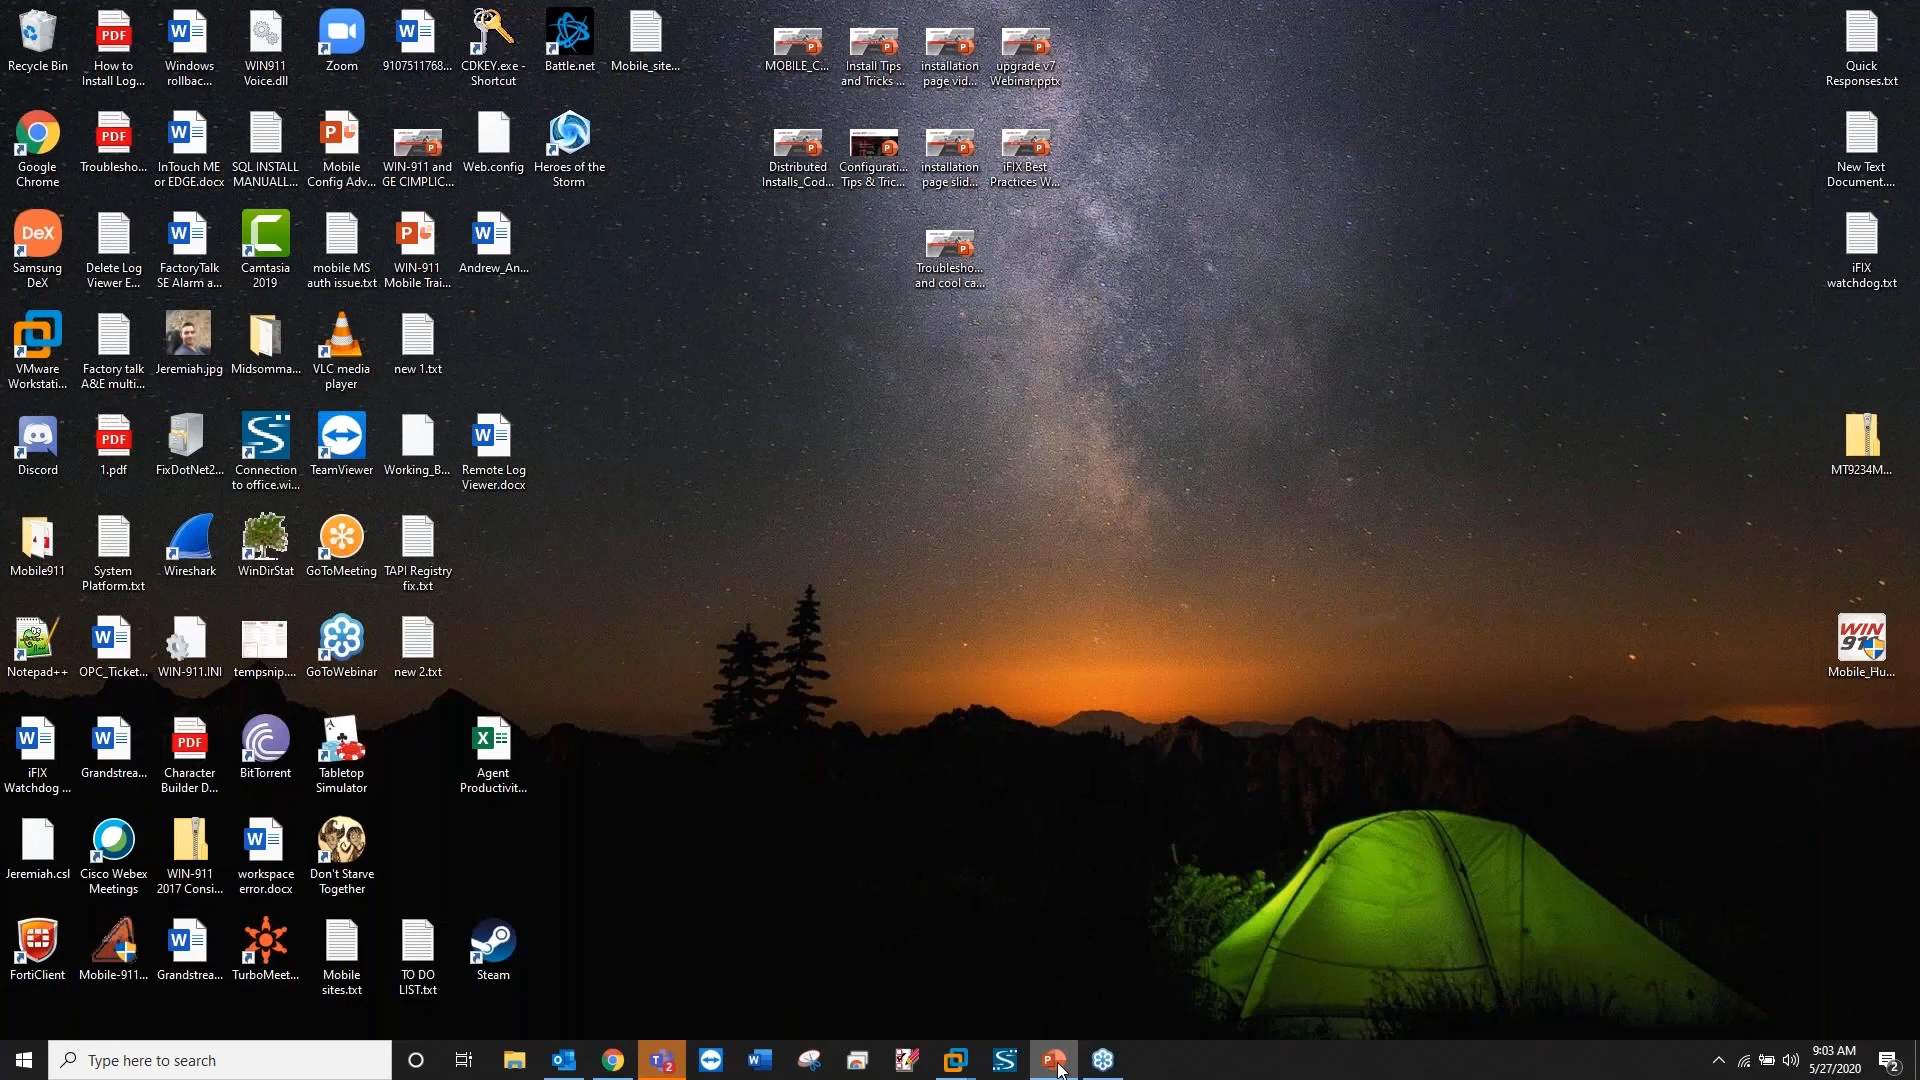 Recycle Bin
How to
Install Log...
Windows
rollbac...
WIN911
Voice.dll
Zoom
9107511768...
CDKEY.exe -
Shortcut
Battle.net
Mobile_site...
MOBILE_C...
Install Tips
and Tricks ...
installation
page vid...
upgrade v7
Webinar.pptx
Quick
Responses.txt
Google
Chrome
Troublesho...
InTouch ME
or EDGE.docx
SQL INSTALL
MANUALL...
Mobile
Config Adv...
WIN-911 and
GE CIMPLIC...
Web.config
Heroes of the
Storm
Distributed
Installs_Cod...
Configurati...
Tips & Tric...
installation
page slid...
iFIX Best
Practices W...
New Text
Document....
Samsung
DeX
Delete Log
Viewer E...
FactoryTalk
SE Alarm a...
Camtasia
2019
mobile MS
auth issue.txt
WIN-911
Mobile Trai...
Andrew_An...
Troublesho...
and cool ca...
iFIX
watchdog.txt
VMware
Workstati...
Factory talk
A&E multi...
Jeremiah.jpg
Midsomma...
VLC media
player
new 1.txt
Discord
1.pdf
FixDotNet2...
Connection
to office.wi...
TeamViewer
Working_B...
Remote Log
Viewer.docx
MT9234M...
Mobile911
System
Platform.txt
Wireshark
WinDirStat
GoToMeeting
TAPI Registry
fix.txt
Notepad++
OPC_Ticket...
WIN-911.INI
tempsnip....
GoToWebinar
new 2.txt
Mobile_Hu...
iFIX
Watchdog ...
Grandstrea...
Character
Builder D...
BitTorrent
Tabletop
Simulator
Agent
Productivit...
Jeremiah.csl
Cisco Webex
Meetings
WIN-911
2017 Consi...
workspace
error.docx
Don't Starve
Together
FortiClient
Mobile-911...
Grandstrea...
TurboMeet...
Mobile
sites.txt
TO DO
LIST.txt
Steam
Type here to search
9:03 AM
5/27/2020